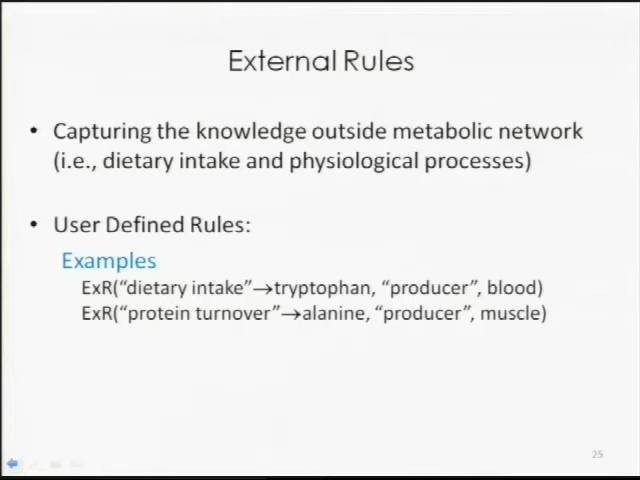 External Rules
• Capturing the knowledge outside metabolic network
(i.e., dietary intake and physiological processes)
• User Defined Rules:
Examples
ExR(“dietary intake”→tryptophan, “producer”, blood)
ExR(“protein turnover”→alanine, “producer”, muscle)
25